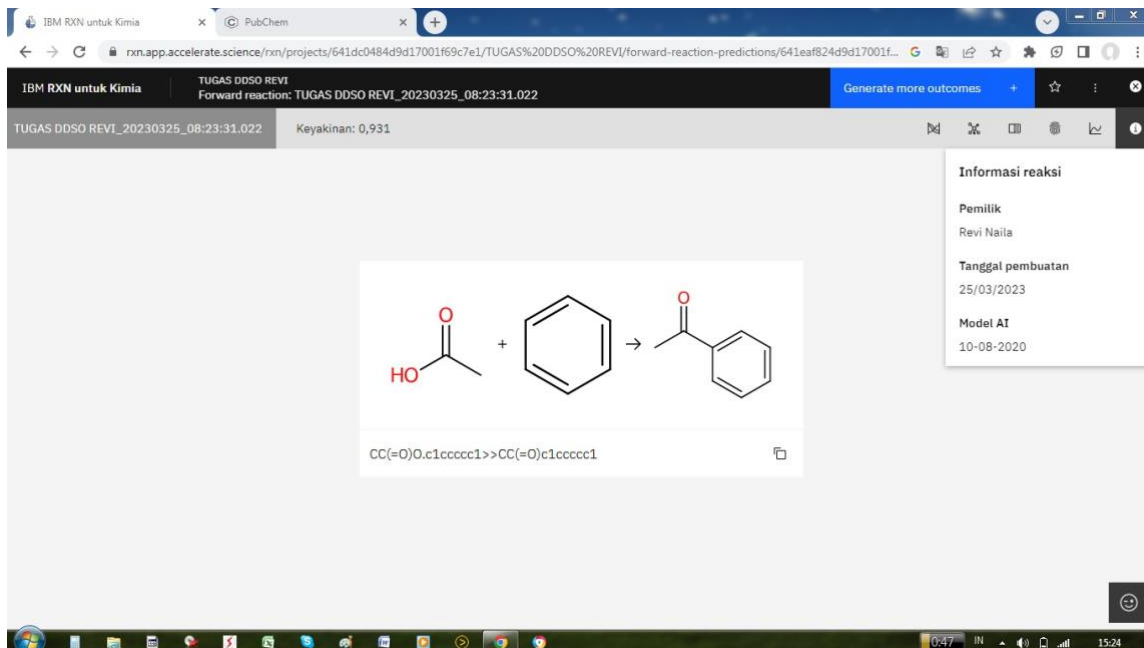 IBM RXN untuk Kimia
PubChem
rxn.app.accelerate.science/rxn/projects/641dc0484d9d17001f69c7e1/TUGAS%20DDSO%20REVI/forward-reaction-predictions/641eaf824d9d17001f...
IBM RXN untuk Kimia
TUGAS DDSO REVI
Forward reaction: TUGAS DDSO REVI_20230325_08:23:31.022
Generate more outcomes +
TUGAS DDSO REVI_20230325_08:23:31.022
Keyakinan: 0,931
Informasi reaksi
Pemilik
Revi Naila
Tanggal pembuatan
25/03/2023
Model AI
10-08-2020
O
HO
+
O
CC(=O)O.c1ccccc1>>CC(=O)c1ccccc1
0:47 IN 15:24